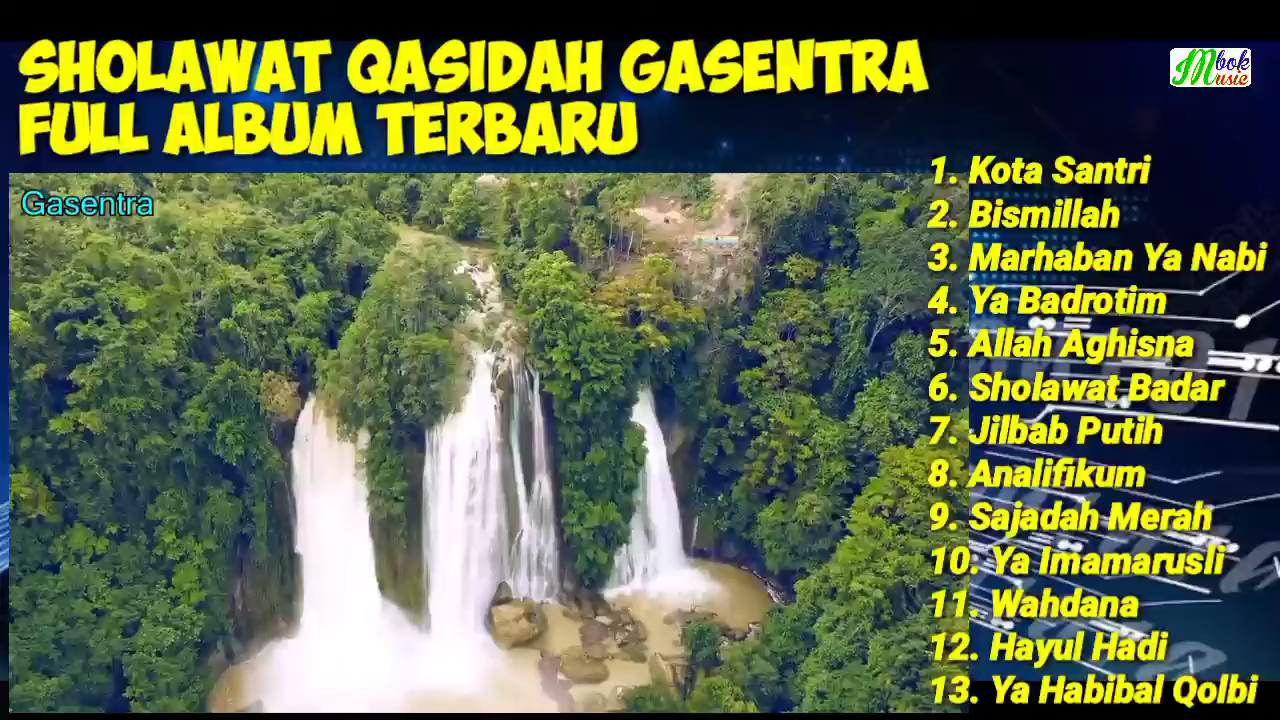 SHOLAWAT QASIDAH GASENTRA
FULL ALBUM TERBARU
Mbok
Music
Gasentra
1. Kota Santri
2. Bismillah
3. Marhaban Ya Nabi
4. Ya Badrotim
5. Allah Aghisna
6. Sholawat Badar
7. Jilbab Putih
8. Analifikum
9. Sajadah Merah
10. Ya Imamarusli
11. Wahdana
12. Hayul Hadi
13. Ya Habibal Qolbi